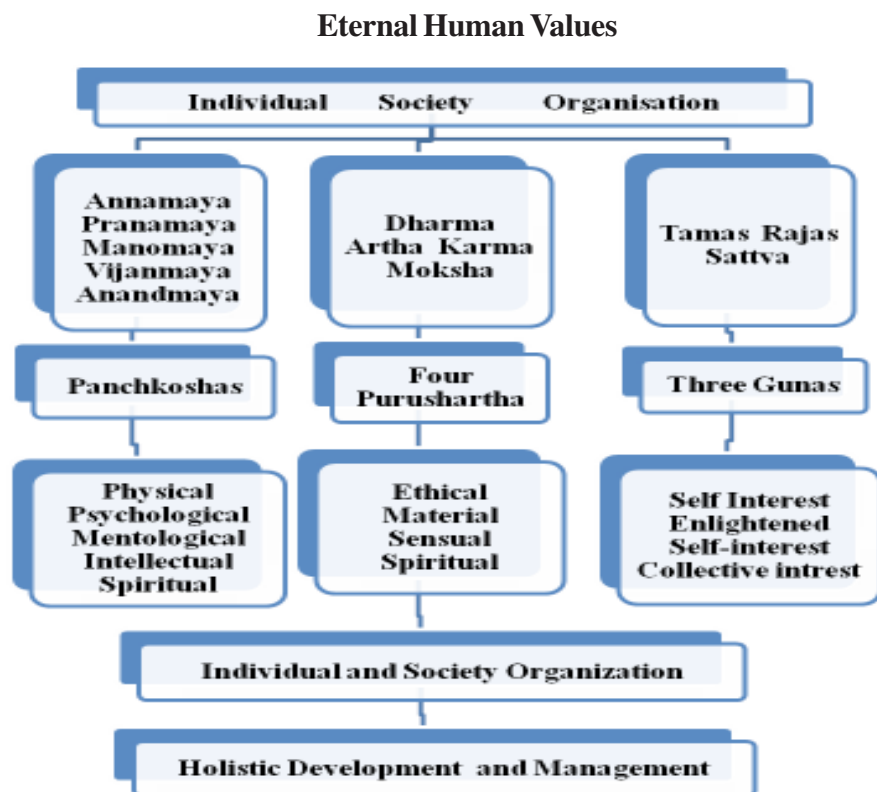 Eternal Human Values
Individual Society Organisation
Annamaya
Pranamaya
Manomaya
Vijanmaya
Anandmaya
Dharma
Artha Karma
Moksha
Tamas Rajas
Sattva
Panchkoshas
Four
Purushartha
Three Gunas
Physical
Psychological
Mentological
Intellectual
Spiritual
Ethical
Material
Sensual
Spiritual
Self Interest
Enlightened
Self-interest
Collective intrest
Individual and Society Organization
Holistic Development and Management